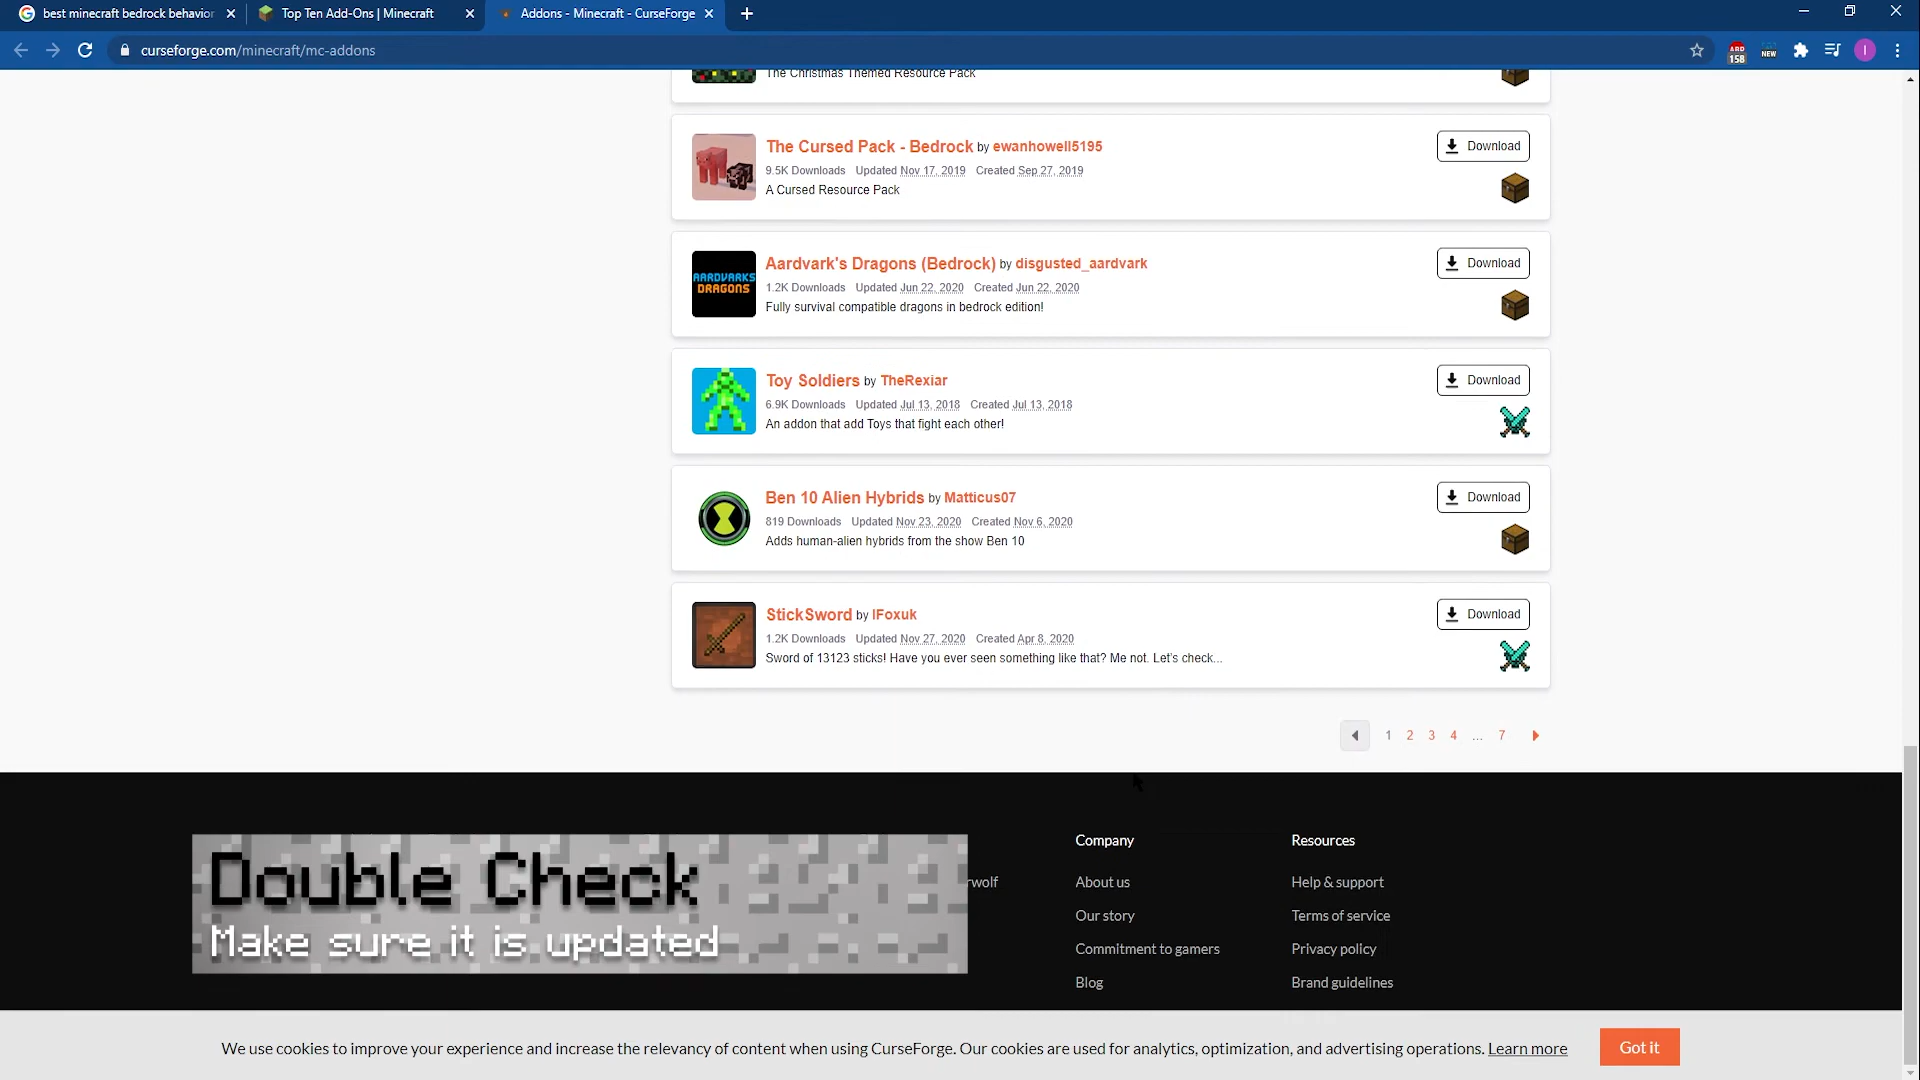 best minecraft bedrock behavior
Top Ten Add-Ons | Minecraft
Addons - Minecraft - CurseForge
curseforge.com/minecraft/mc-addons
ABP
158
NEW
I
The Christmas Themed Resource Pack
The Cursed Pack - Bedrock by ewanhowell5195
Download
9.5K Downloads Updated Nov 17, 2019 Created Sep 27, 2019
A Cursed Resource Pack
AARDVARKS
DRAGONS
Aardvark's Dragons (Bedrock) by disgusted_aardvark
Download
1.2K Downloads Updated Jun 22, 2020 Created Jun 22, 2020
Fully survival compatible dragons in bedrock edition!
Toy Soldiers by TheRexiar
Download
6.9K Downloads Updated Jul 13, 2018 Created Jul 13, 2018
An addon that add Toys that fight each other!
Ben 10 Alien Hybrids by Matticus07
Download
819 Downloads Updated Nov 23, 2020 Created Nov 6, 2020
Adds human-alien hybrids from the show Ben 10
StickSword by IFoxuk
Download
1.2K Downloads Updated Nov 27, 2020 Created Apr 8, 2020
Sword of 13123 sticks! Have you ever seen something like that? Me not. Let's check...
1 2 3 4 ... 7
Double Check
Make sure it is updated
rwolf
Company
About us
Our story
Commitment to gamers
Blog
Resources
Help & support
Terms of service
Privacy policy
Brand guidelines
We use cookies to improve your experience and increase the relevancy of content when using CurseForge. Our cookies are used for analytics, optimization, and advertising operations. Learn more
Got it